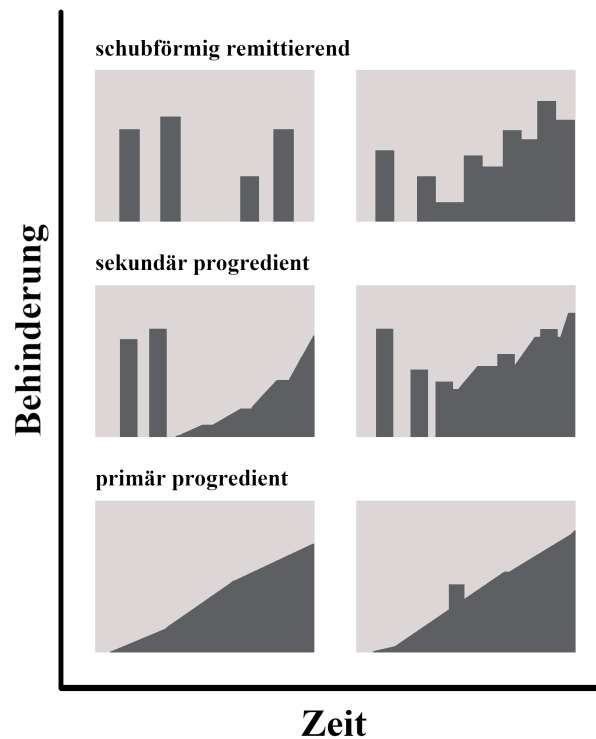 schubförmig remittierend
sekundär progredient
primär progredient
Behinderung
Zeit